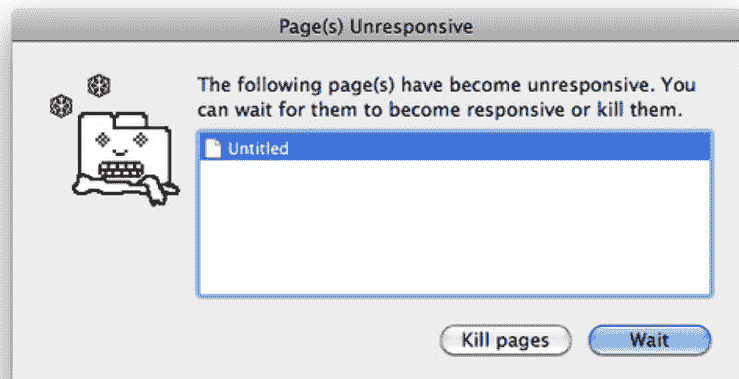 Page(s) Unresponsive
The following page(s) have become unresponsive. You
can wait for them to become responsive or kill them.
Untitled
Kill pages
Wait